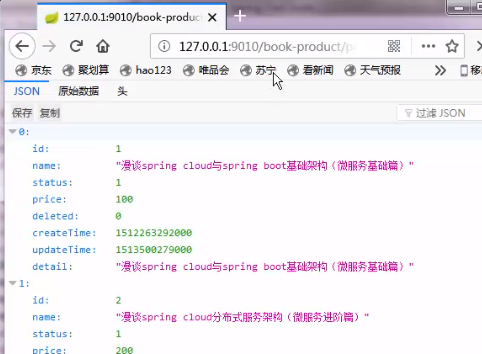 127.0.0.1:9010/book-product/
127.0.0.1:9010/book-product/
京东 聚划算 hao123 唯品会 苏宁 看新闻 天气预报
JSON 原始数据 头
保存 复制 过滤 JSON
0:
id: 1
name: "漫谈spring cloud与spring boot基础架构（微服务基础篇）"
status: 1
price: 100
deleted: 0
createTime: 1512263292000
updateTime: 1513500279000
detail: "漫谈spring cloud与spring boot基础架构（微服务基础篇）"
1:
id: 2
name: "漫谈spring cloud分布式服务架构（微服务进阶篇）"
status: 1
price: 200